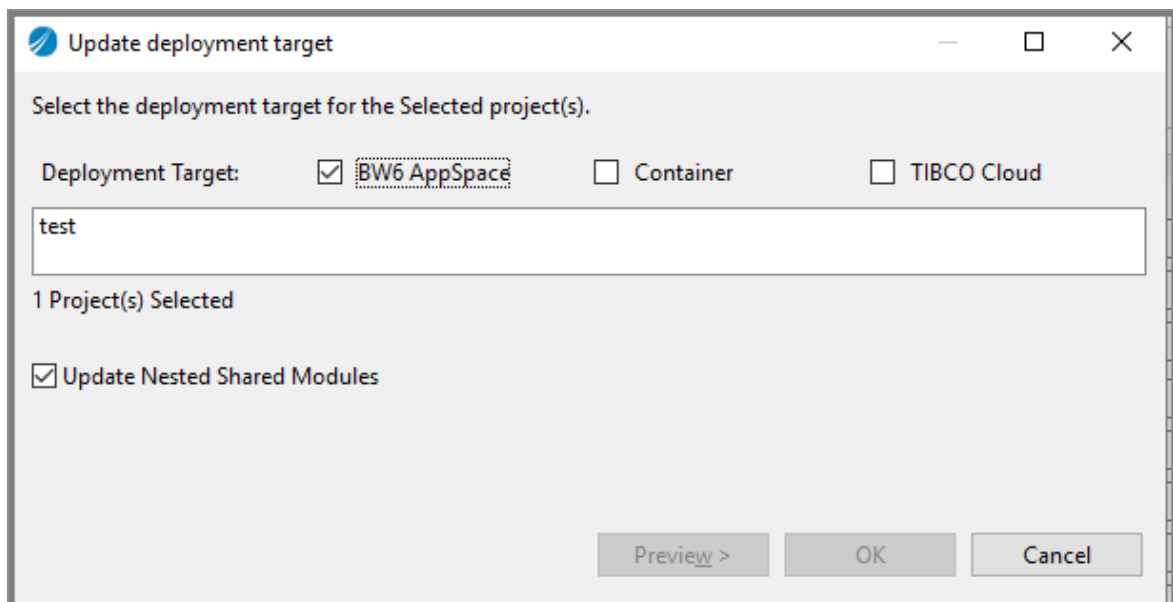 Update deployment target
Select the deployment target for the Selected project(s).
Deployment Target: BW6 AppSpace Container TIBCO Cloud
test
1 Project(s) Selected
Update Nested Shared Modules
Preview > OK Cancel